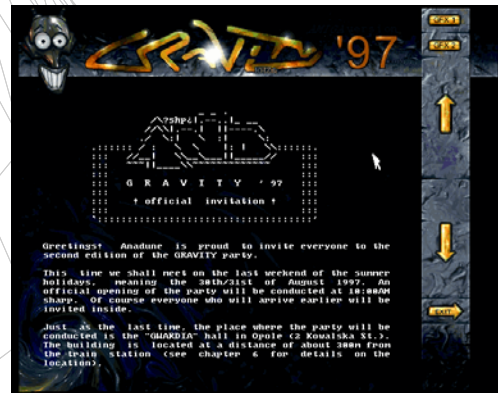 GRAVITY '97
GFX.1
GFX.2
G R A V I T Y ' 97
† official invitation †
Greetings† Anadune is proud to invite everyone to the
second edition of the GRAVITY party.
This time we shall meet on the last weekend of the summer
holidays, meaning the 30th/31st of August 1997. An
official opening of the party will be conducted at 10:00AM
sharp. Of course everyone who will arrive earlier will be
invited inside.
Just as the last time, the place where the party will be
conducted is the "GWARDIA" hall in Opole (2 Kowalska St.).
The building is located at a distance of about 300m from
the train station (see chapter 6 for details on the
location).
EXIT